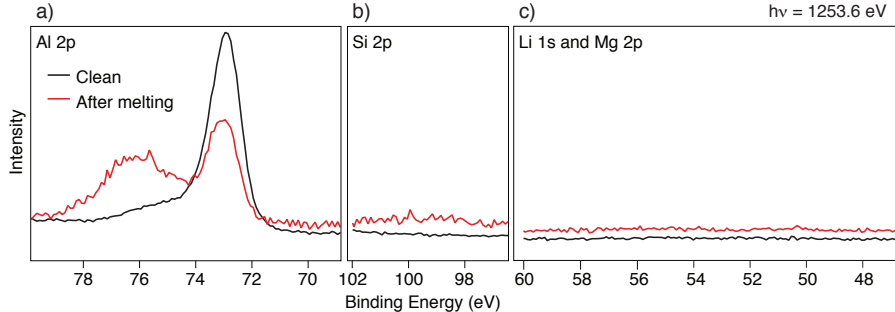 a)
b)
c)
hν = 1253.6 eV
Al 2p
Si 2p
Li 1s and Mg 2p
Clean
After melting
Intensity
78
76
74
72
70
102
100
98
60
58
56
54
52
50
48
Binding Energy (eV)